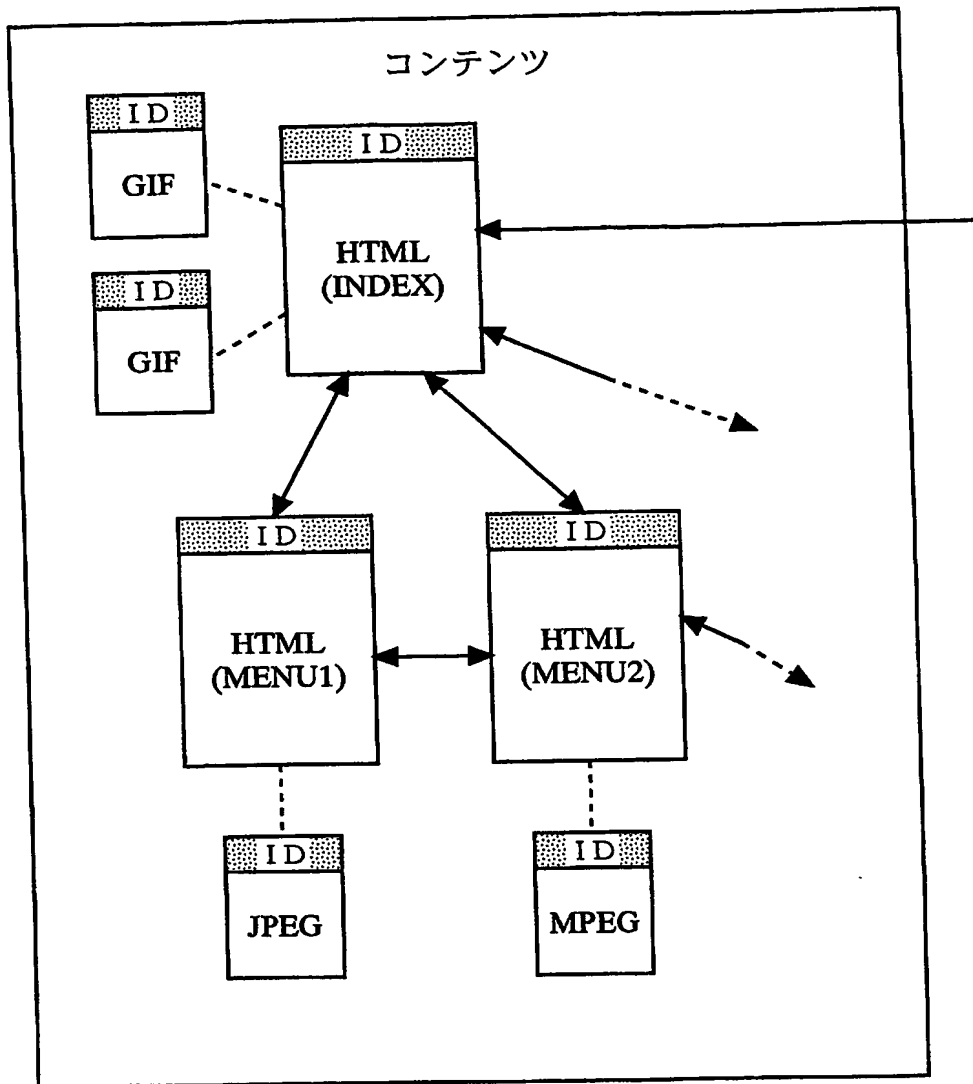 コンテンツ
ID
GIF
ID
HTML
(INDEX)
ID
GIF
ID
HTML
(MENU1)
ID
HTML
(MENU2)
ID
JPEG
ID
MPEG